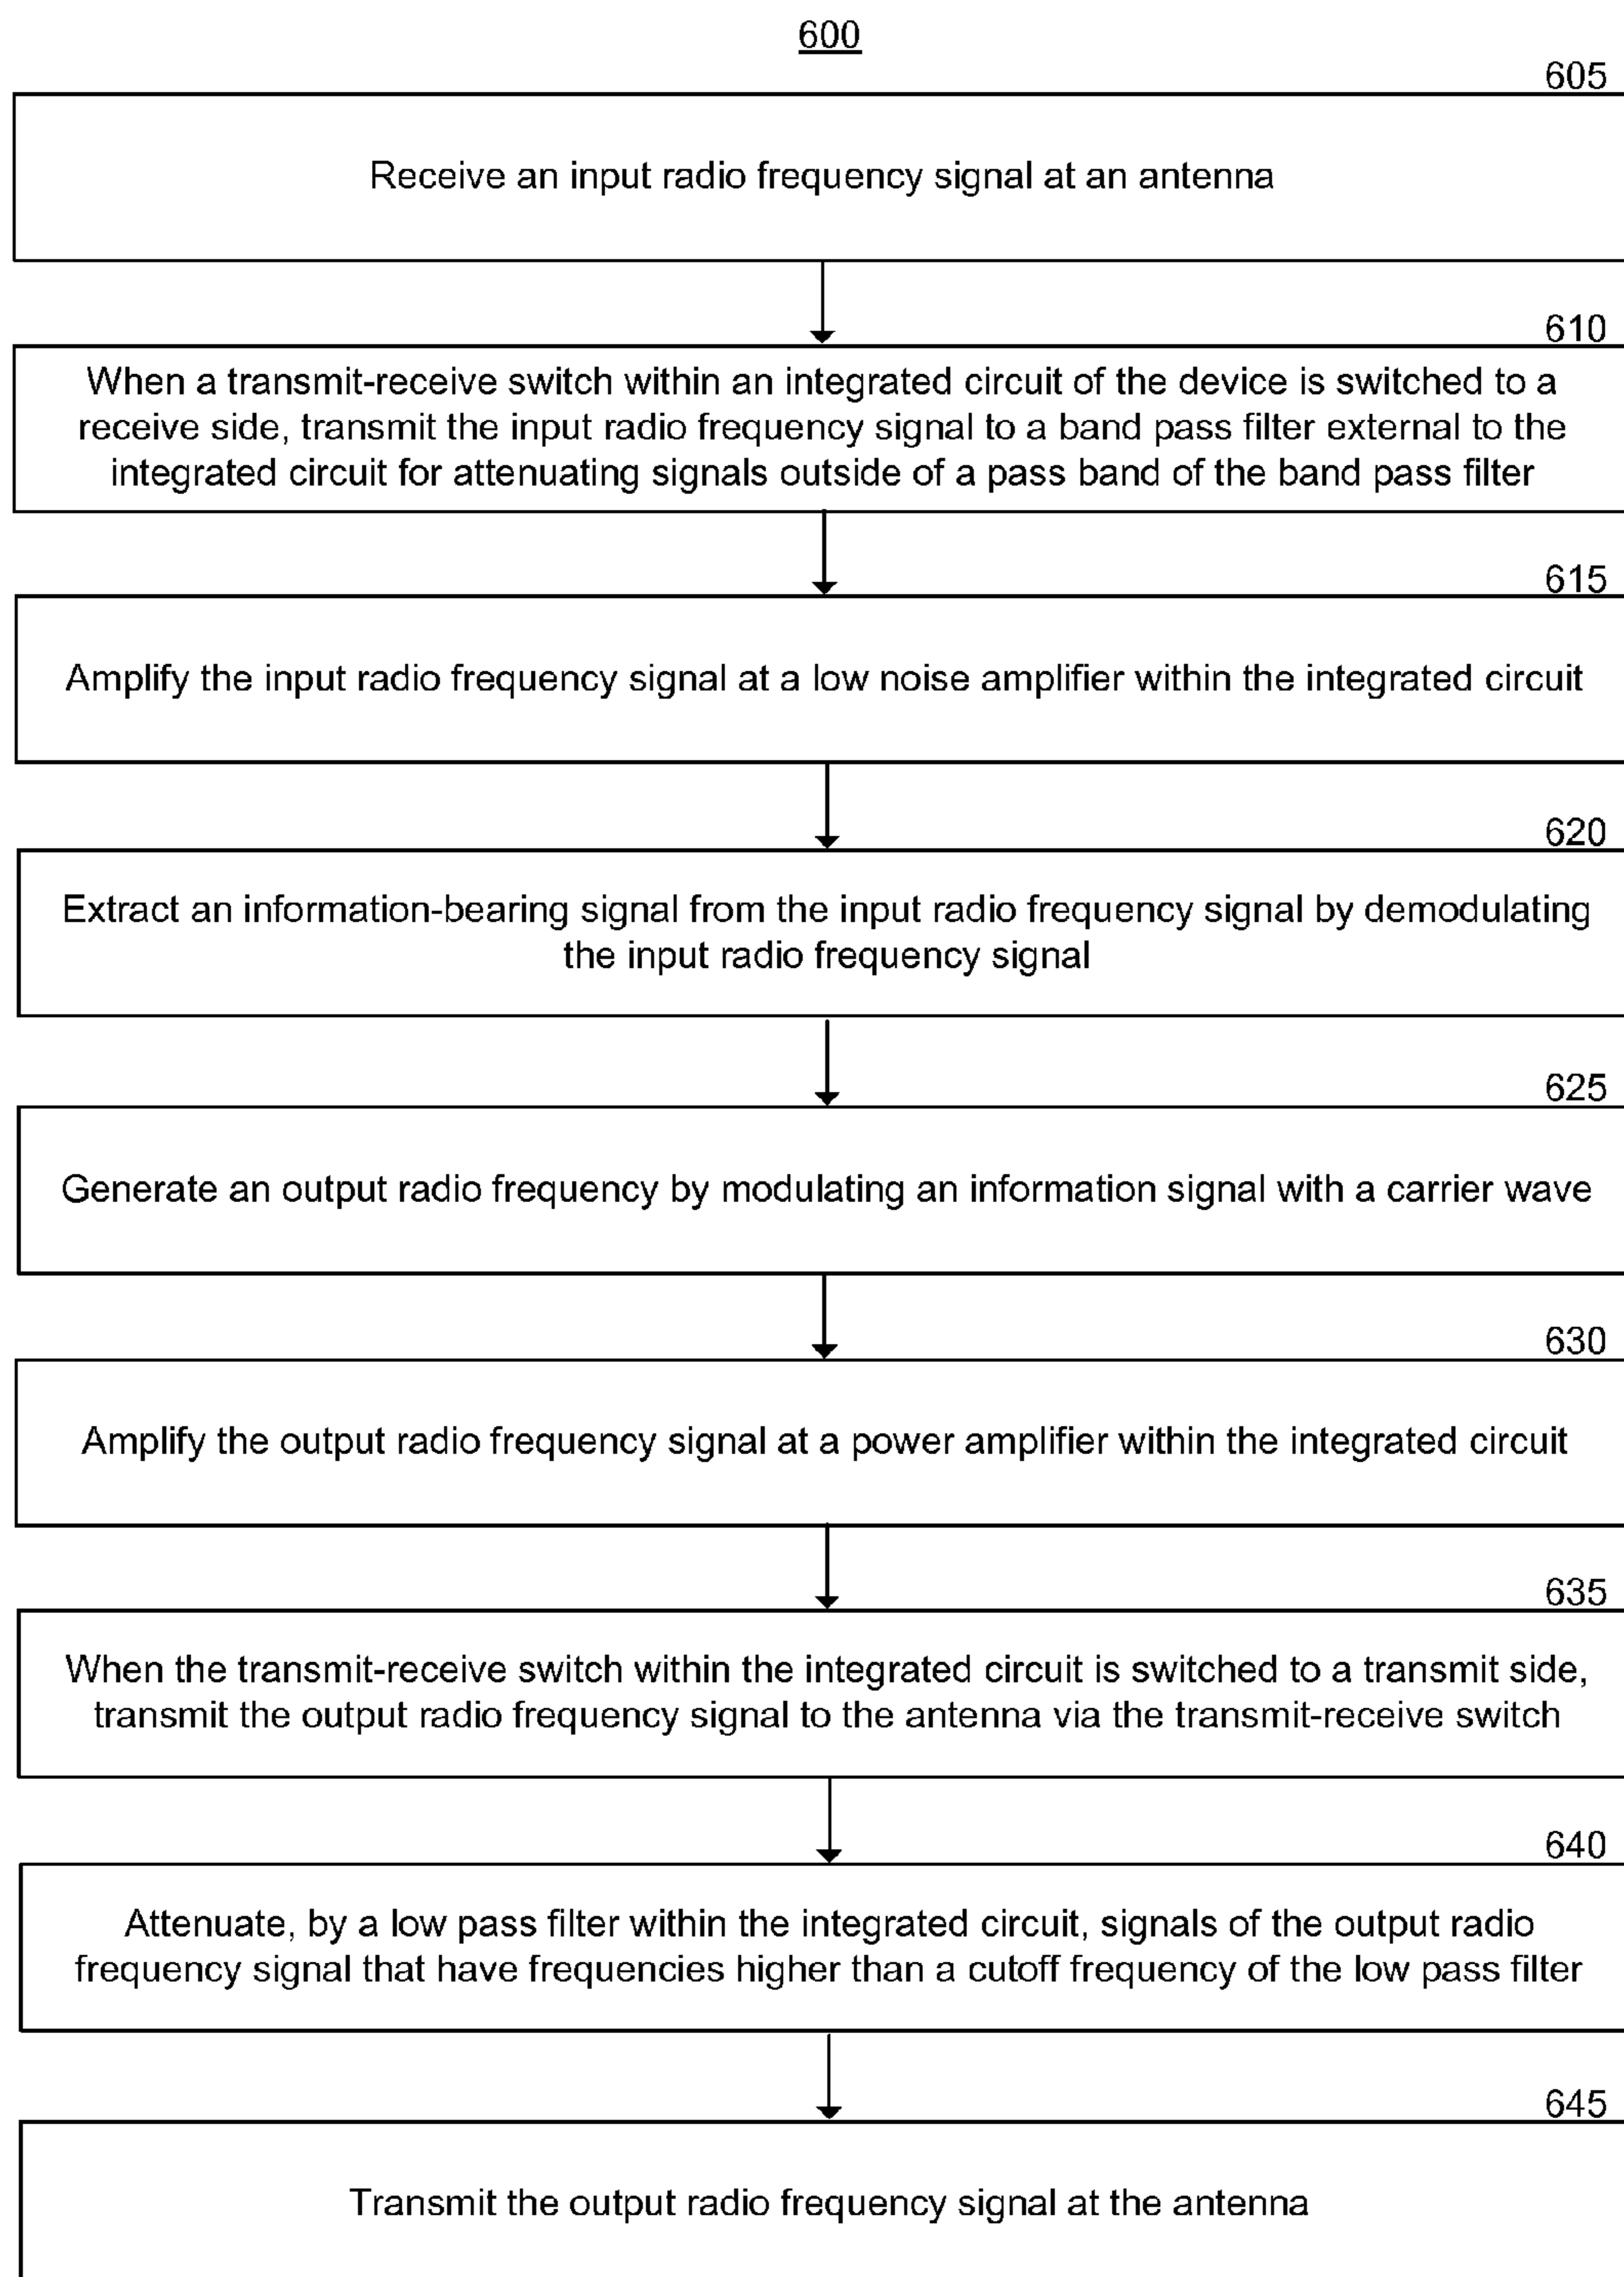 600
605
Receive an input radio frequency signal at an antenna
610
When a transmit-receive switch within an integrated circuit of the device is switched to a
receive side, transmit the input radio frequency signal to a band pass filter external to the
integrated circuit for attenuating signals outside of a pass band of the band pass filter
615
Amplify the input radio frequency signal at a low noise amplifier within the integrated circuit
620
Extract an information-bearing signal from the input radio frequency signal by demodulating
the input radio frequency signal
625
Generate an output radio frequency by modulating an information signal with a carrier wave
630
Amplify the output radio frequency signal at a power amplifier within the integrated circuit
635
When the transmit-receive switch within the integrated circuit is switched to a transmit side,
transmit the output radio frequency signal to the antenna via the transmit-receive switch
640
Attenuate, by a low pass filter within the integrated circuit, signals of the output radio
frequency signal that have frequencies higher than a cutoff frequency of the low pass filter
645
Transmit the output radio frequency signal at the antenna